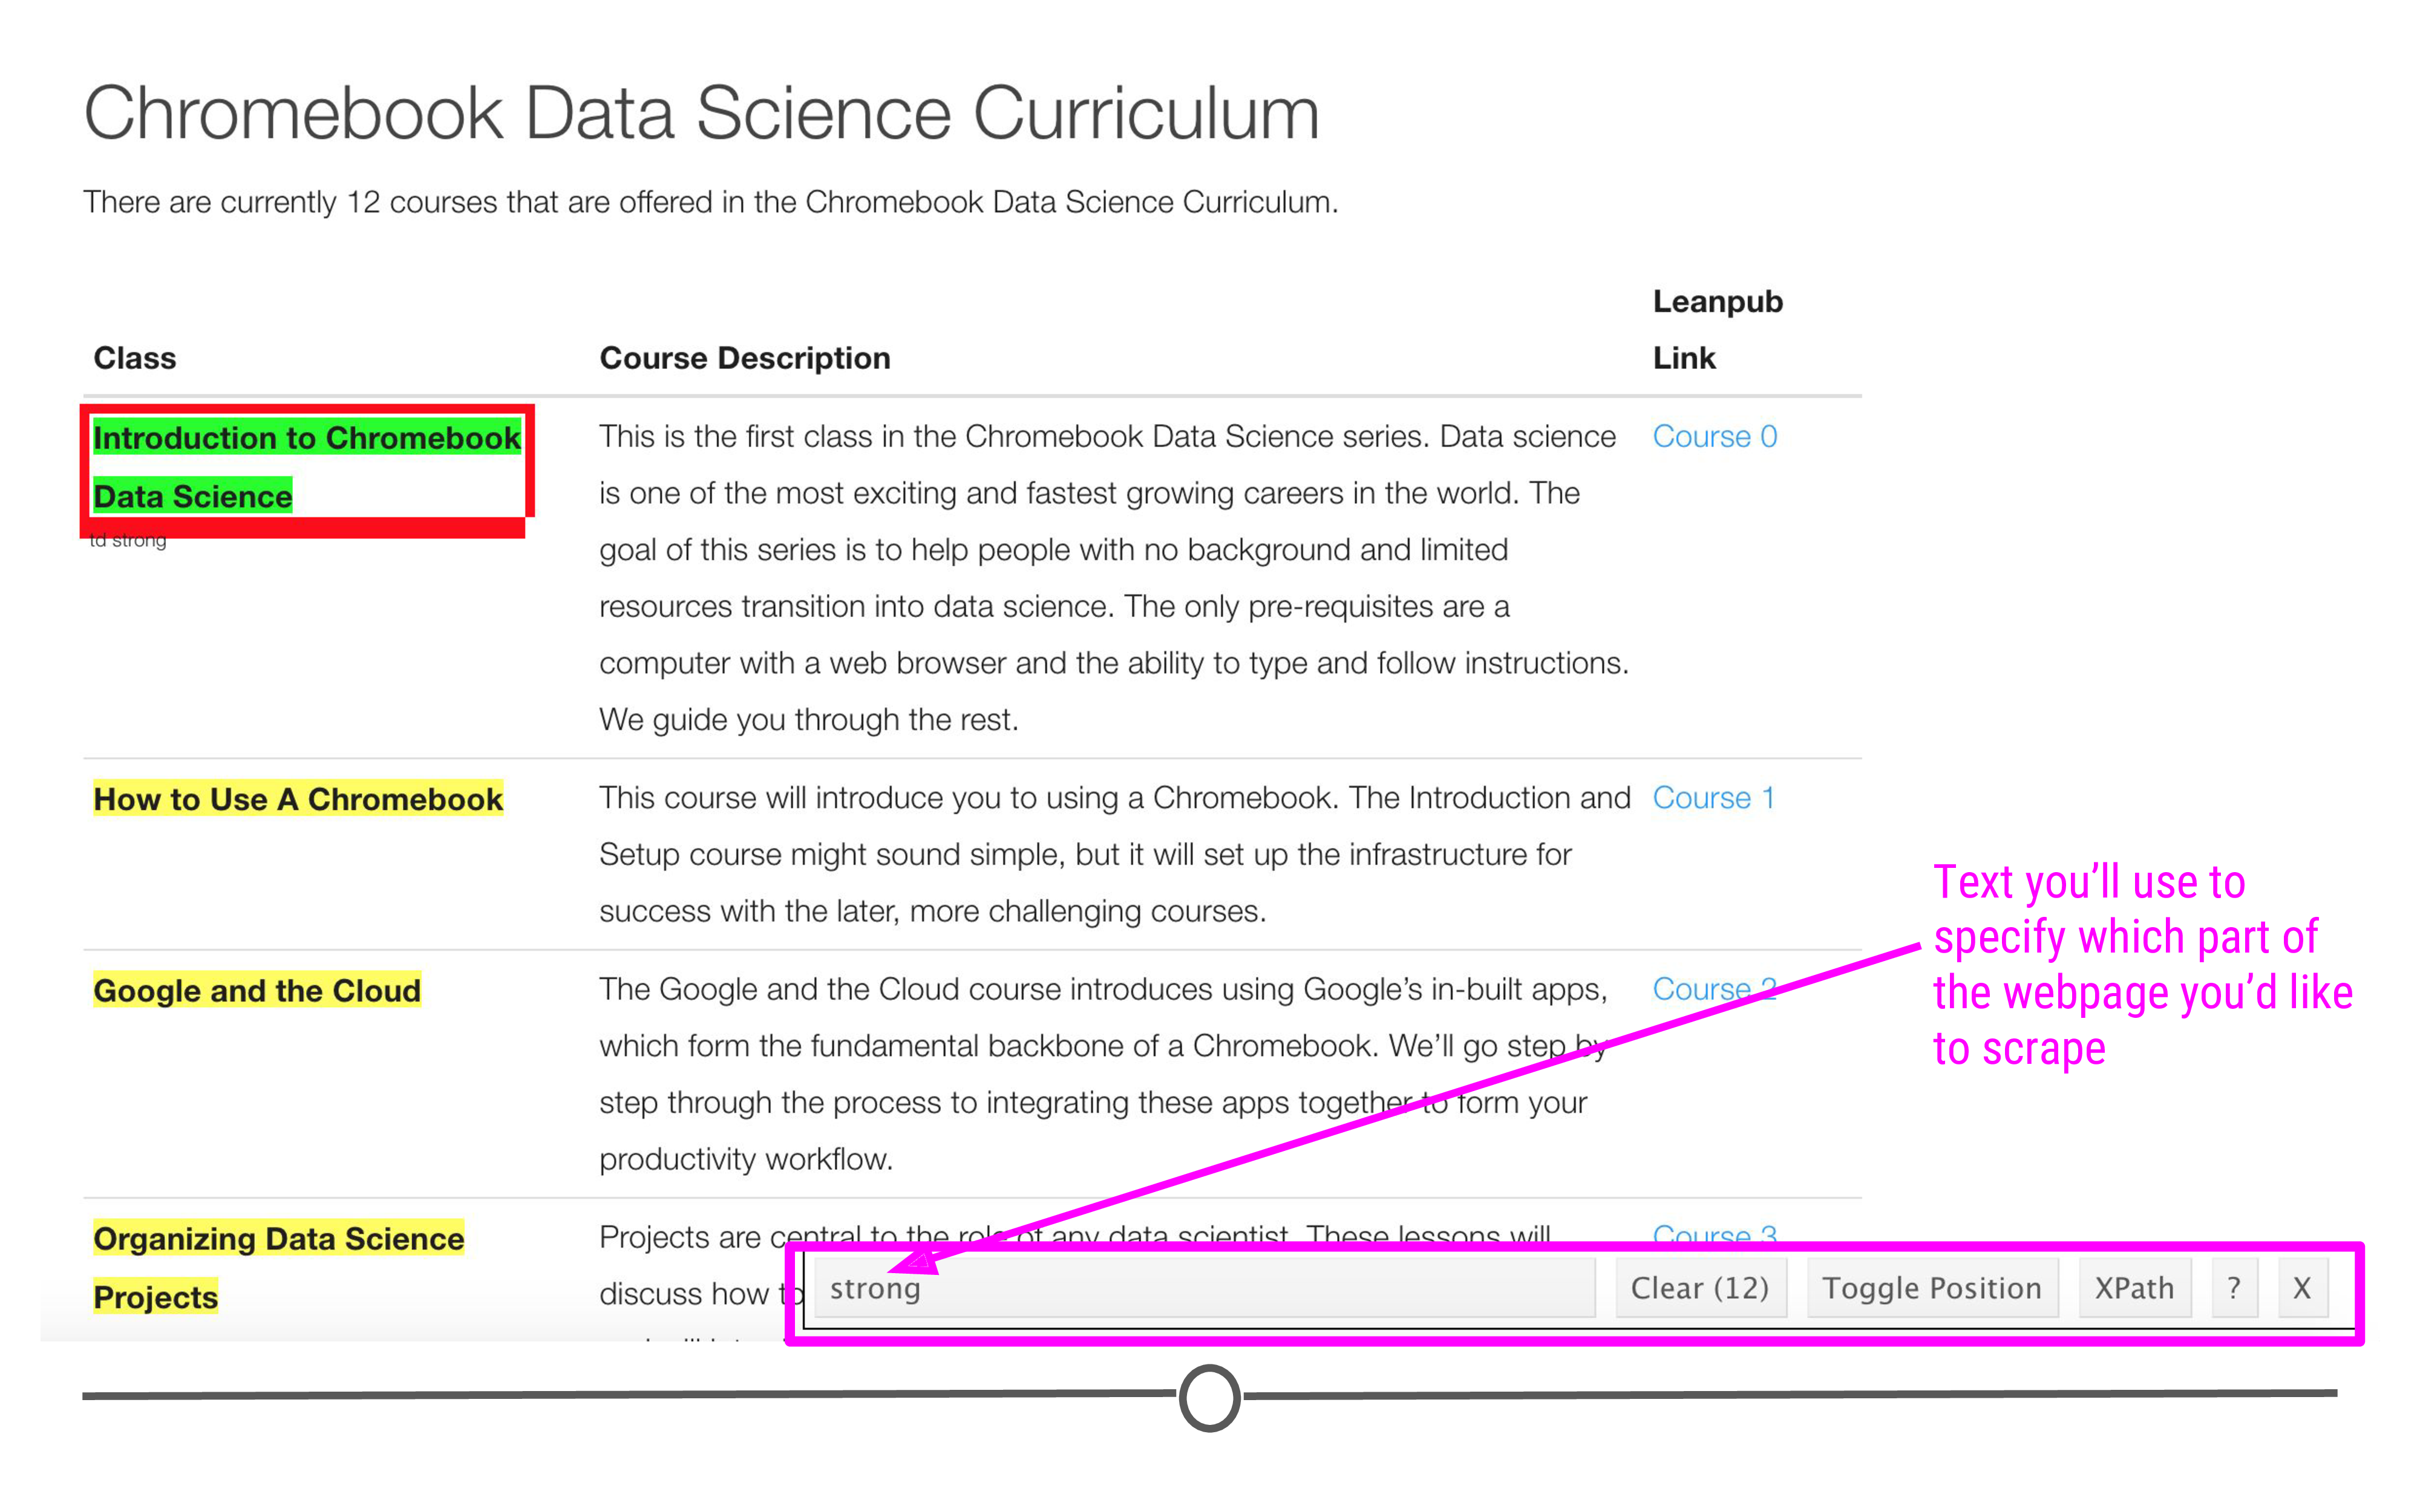 Chromebook Data Science Curriculum
There are currently 12 courses that are offered in the Chromebook Data Science Curriculum.
Class
Course Description
Leanpub
Link
Introduction to Chromebook
Data Science
td strong
This is the first class in the Chromebook Data Science series. Data science
is one of the most exciting and fastest growing careers in the world. The
goal of this series is to help people with no background and limited
resources transition into data science. The only pre-requisites are a
computer with a web browser and the ability to type and follow instructions.
We guide you through the rest.
Course 0
How to Use A Chromebook
This course will introduce you to using a Chromebook. The Introduction and
Setup course might sound simple, but it will set up the infrastructure for
success with the later, more challenging courses.
Course 1
Google and the Cloud
The Google and the Cloud course introduces using Google’s in-built apps,
which form the fundamental backbone of a Chromebook. We’ll go step by
step through the process to integrating these apps together to form your
productivity workflow.
Course 2
Organizing Data Science
Projects
Projects are central to the role of any data scientist. These lessons will
discuss how to
Course 3
Text you’ll use to
specify which part of
the webpage you’d like
to scrape
strong
Clear (12)
Toggle Position
XPath
?
X